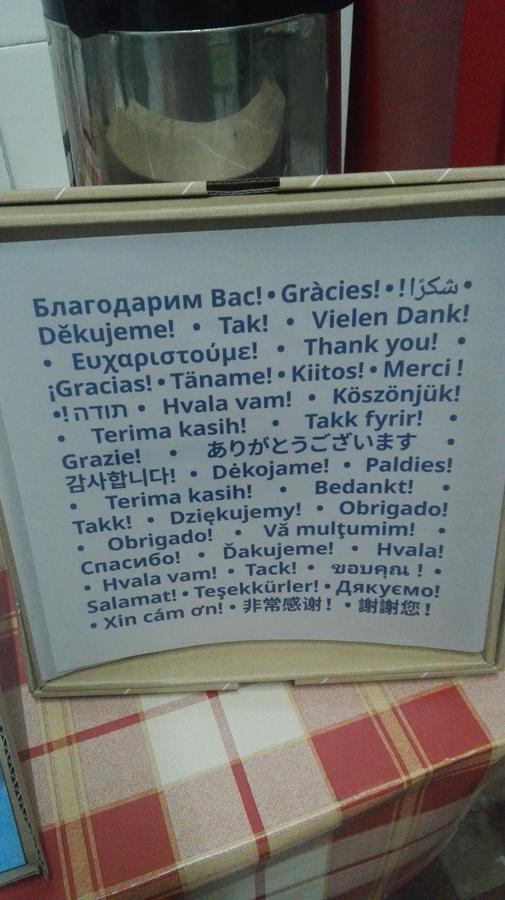 Благодарим Вас! • Gràcies! • شكرًا! •
Děkujeme! • Tak! • Vielen Dank!
• Ευχαριστούμε! • Thank you! •
¡Gracias! • Täname! • Kiitos! • Merci !
• תודה! • Hvala vam! • Köszönjük!
• Terima kasih! • Takk fyrir! •
Grazie! • ありがとうございます •
감사합니다! • Dėkojame! • Paldies!
• Terima kasih! • Bedankt! •
Takk! • Dziękujemy! • Obrigado!
• Obrigado! • Vă mulţumim! •
Спасибо! • Ďakujeme! • Hvala!
• Hvala vam! • Tack! • ขอบคุณ ! •
Salamat! • Teşekkürler! • Дякуємо!
• Xin cám ơn! • 非常感谢! • 謝謝您!